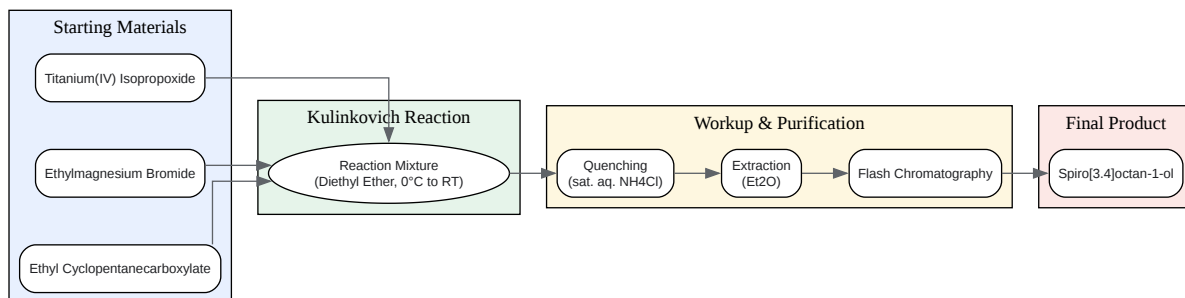 Starting Materials
Titanium(IV) Isopropoxide
Ethylmagnesium Bromide
Ethyl Cyclopentanecarboxylate
Kulinkovich Reaction
Reaction Mixture
(Diethyl Ether, 0°C to RT)
Workup & Purification
Quenching
(sat. aq. NH4Cl)
Extraction
(Et2O)
Flash Chromatography
Final Product
Spiro[3.4]octan-1-ol